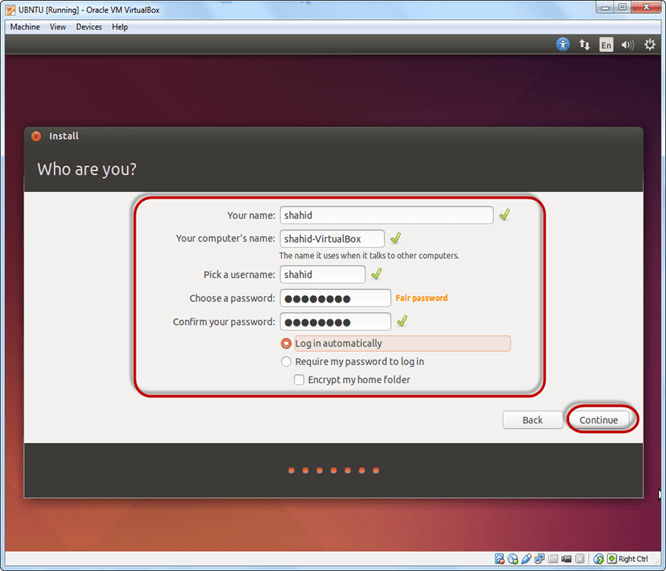 UBNTU [Running] - Oracle VM VirtualBox
Machine View Devices Help
En
Install
Who are you?
Your name: shahid
Your computer's name: shahid-VirtualBox
The name it uses when it talks to other computers.
Pick a username: shahid
Choose a password: ●●●●●●●● Fair password
Confirm your password: ●●●●●●●●
Log in automatically
Require my password to log in
Encrypt my home folder
Back Continue
Right Ctrl